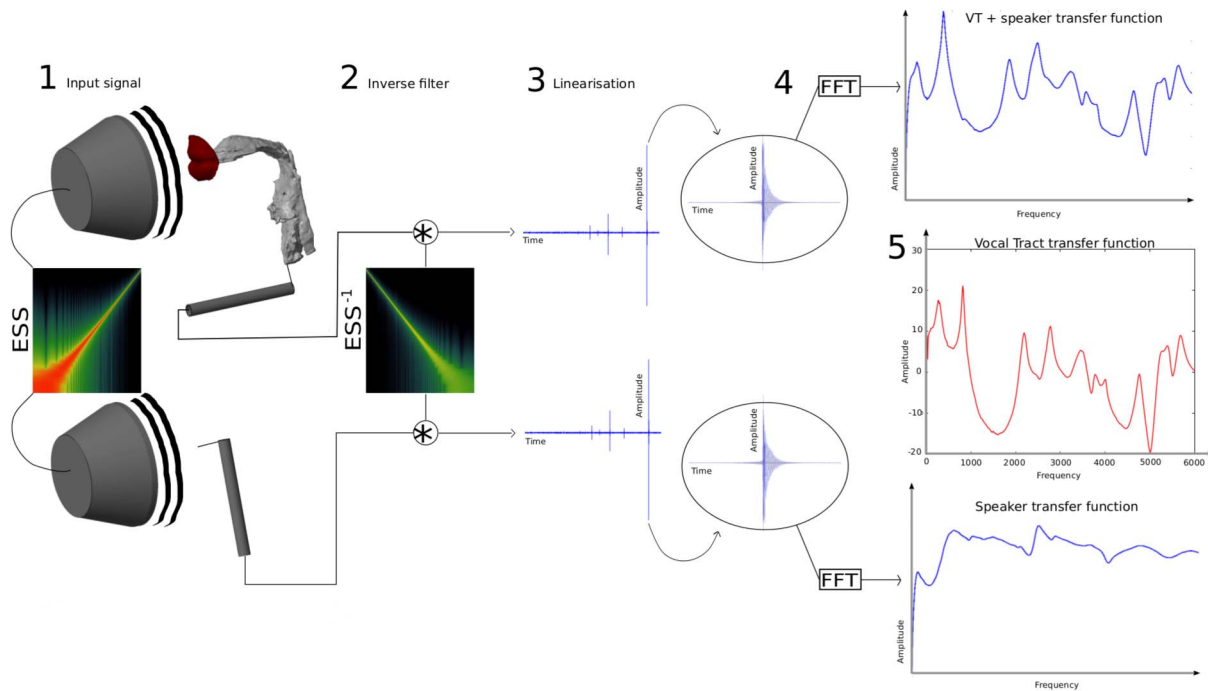 1 Input signal
ESS
2 Inverse filter
ESS⁻¹
*
*
3 Linearisation
Amplitude
Time
Amplitude
Time
4
Amplitude
Time
FFT
Amplitude
Time
FFT
VT + speaker transfer function
Amplitude
Frequency
5 Vocal Tract transfer function
30
20
10
0
-10
-20
Amplitude
0 1000 2000 3000 4000 5000 6000
Frequency
Speaker transfer function
Amplitude
Frequency